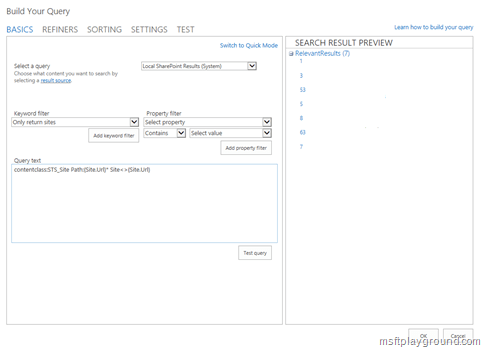 Build Your Query
Learn how to build your query
BASICS REFINERS SORTING SETTINGS TEST
Switch to Quick Mode
Select a query
Choose what content you want to search by
selecting a result source.
Local SharePoint Results (System)
Keyword filter
Only return sites
Add keyword filter
Property filter
Select property
Contains Select value
Add property filter
Query text
contentclass:STS_Site Path:{Site.Url}* Site<>{Site.Url}
Test query
SEARCH RESULT PREVIEW
RelevantResults (7)
1
3
53
5
8
63
7
OK Cancel
msftplayground.com